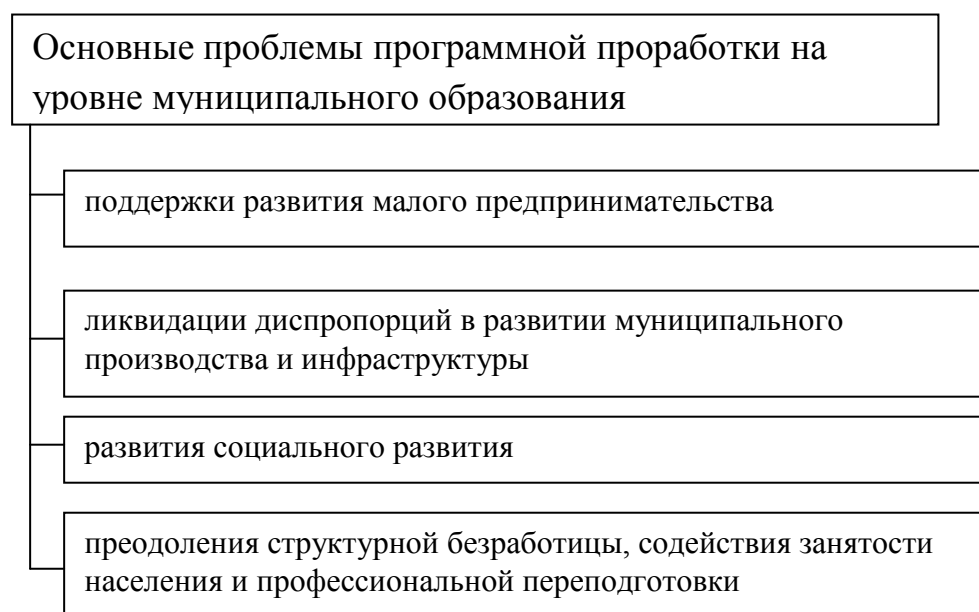 Основные проблемы программной проработки на
уровне муниципального образования
поддержки развития малого предпринимательства
ликвидации диспропорций в развитии муниципального
производства и инфраструктуры
развития социального развития
преодоления структурной безработицы, содействия занятости
населения и профессиональной переподготовки